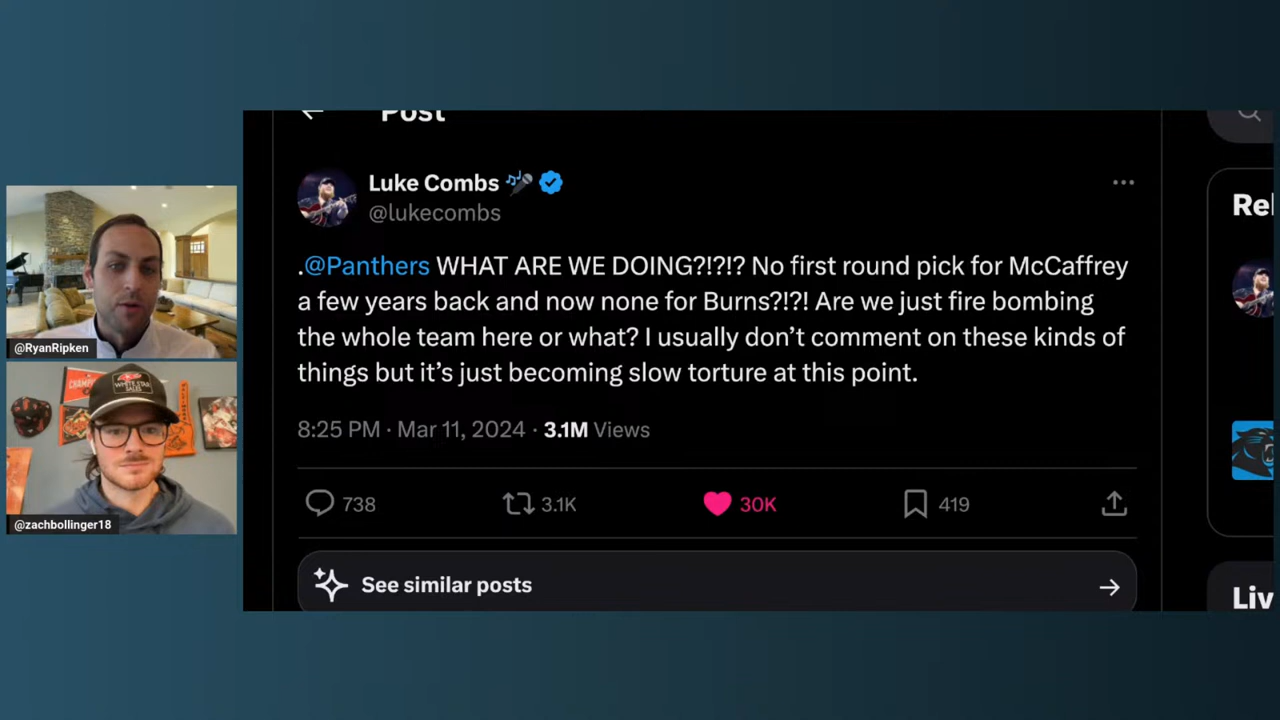 Post
Luke Combs
@lukecombs
.@Panthers WHAT ARE WE DOING?!?!? No first round pick for McCaffrey
a few years back and now none for Burns?!?! Are we just fire bombing
the whole team here or what? I usually don’t comment on these kinds of
things but it’s just becoming slow torture at this point.
8:25 PM · Mar 11, 2024 · 3.1M Views
738 3.1K 30K 419
See similar posts
Rel
Liv
@RyanRipken
WHITE STAR
SALES
@zachbollinger18